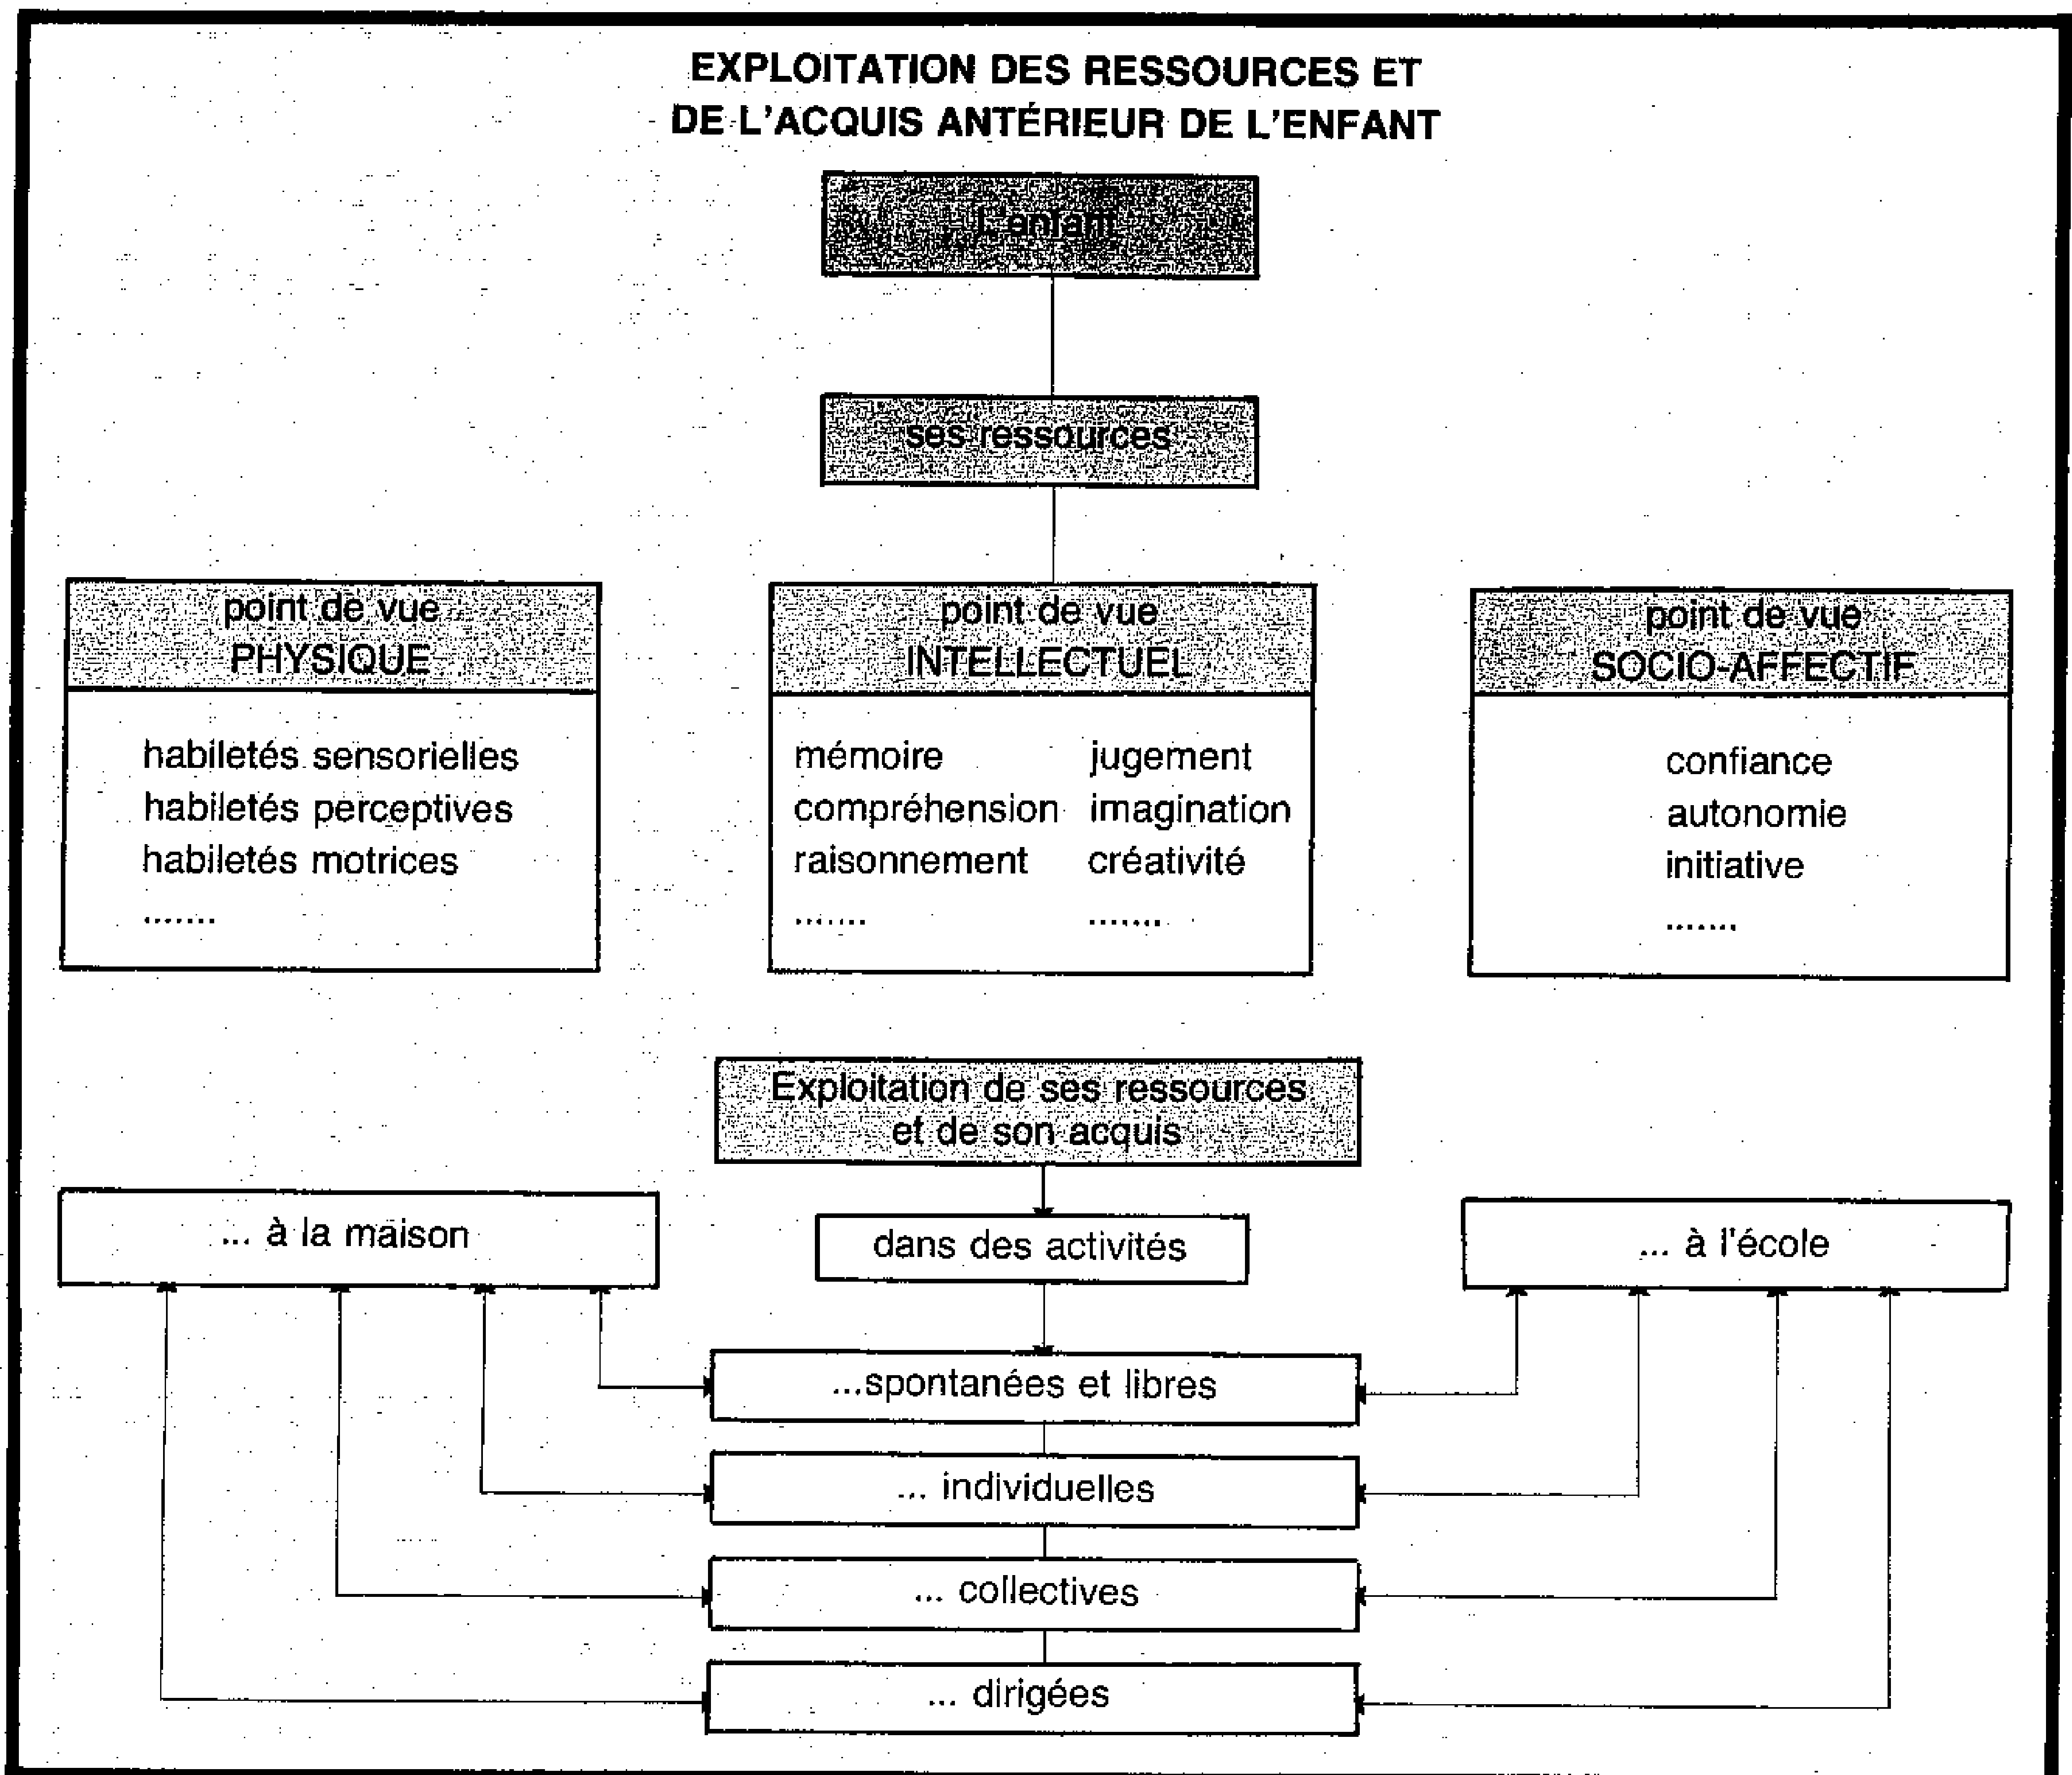 EXPLOITATION DES RESSOURCES ET
DE L'ACQUIS ANTÉRIEUR DE L'ENFANT
L'enfant
ses ressources
point de vue
PHYSIQUE
habiletés sensorielles
habiletés perceptives
habiletés motrices
.......
point de vue
INTELLECTUEL
mémoire jugement
compréhension imagination
raisonnement créativité
....... .......
point de vue
SOCIO-AFFECTIF
confiance
autonomie
initiative
.......
Exploitation de ses ressources
et de son acquis
... à la maison
dans des activités
... à l'école
...spontanées et libres
... individuelles
... collectives
... dirigées